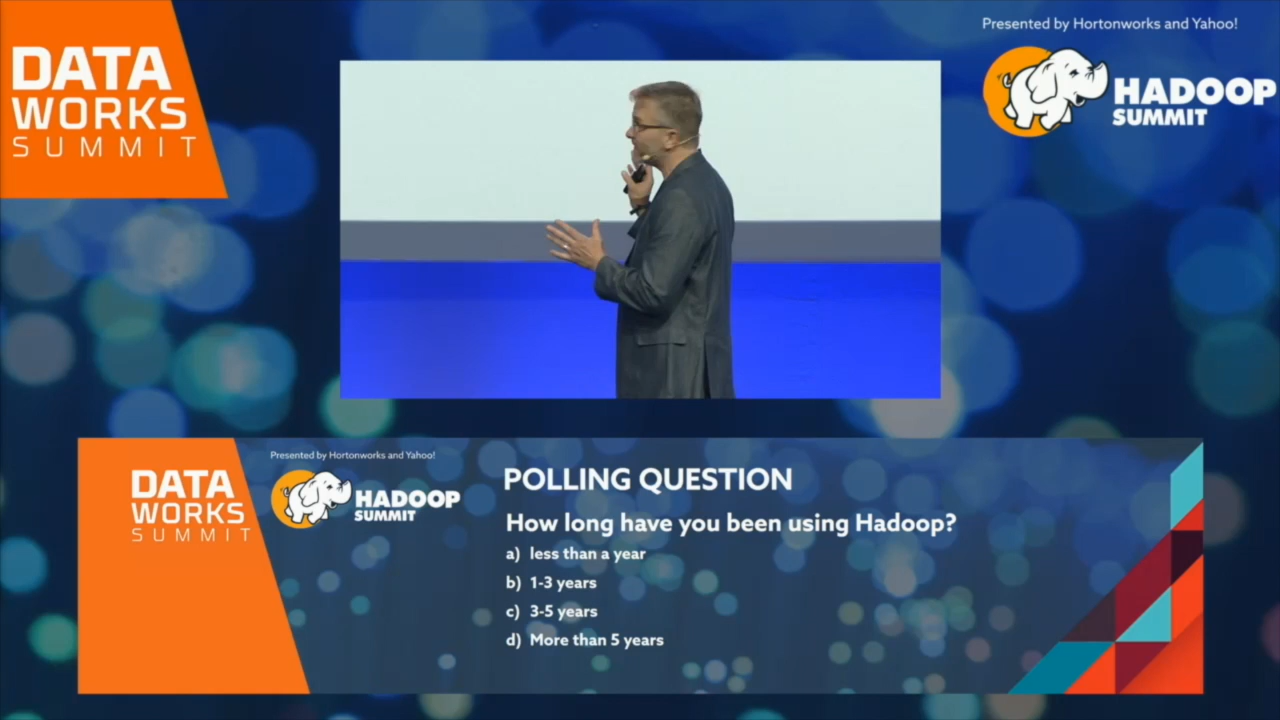 DATA
WORKS
SUMMIT
Presented by Hortonworks and Yahoo!
HADOOP
SUMMIT
DATA
WORKS
SUMMIT
Presented by Hortonworks and Yahoo!
HADOOP
SUMMIT
POLLING QUESTION
How long have you been using Hadoop?
a) less than a year
b) 1-3 years
c) 3-5 years
d) More than 5 years